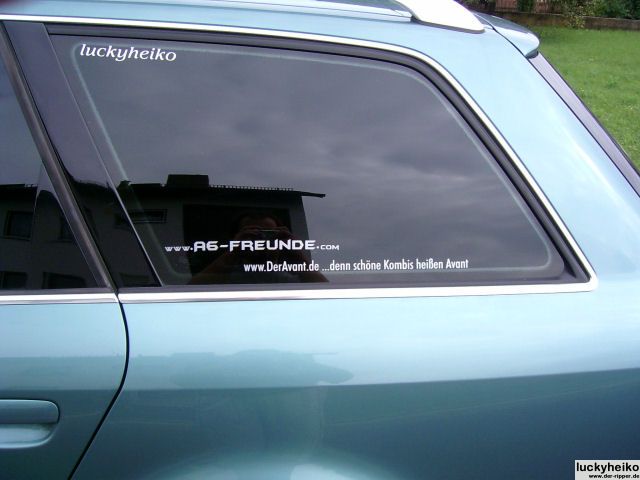 luckyheiko
www.A6-FREUNDE.com
www.DerAvant.de ...denn schöne Kombis heißen Avant
luckyheiko
www.der-ripper.de